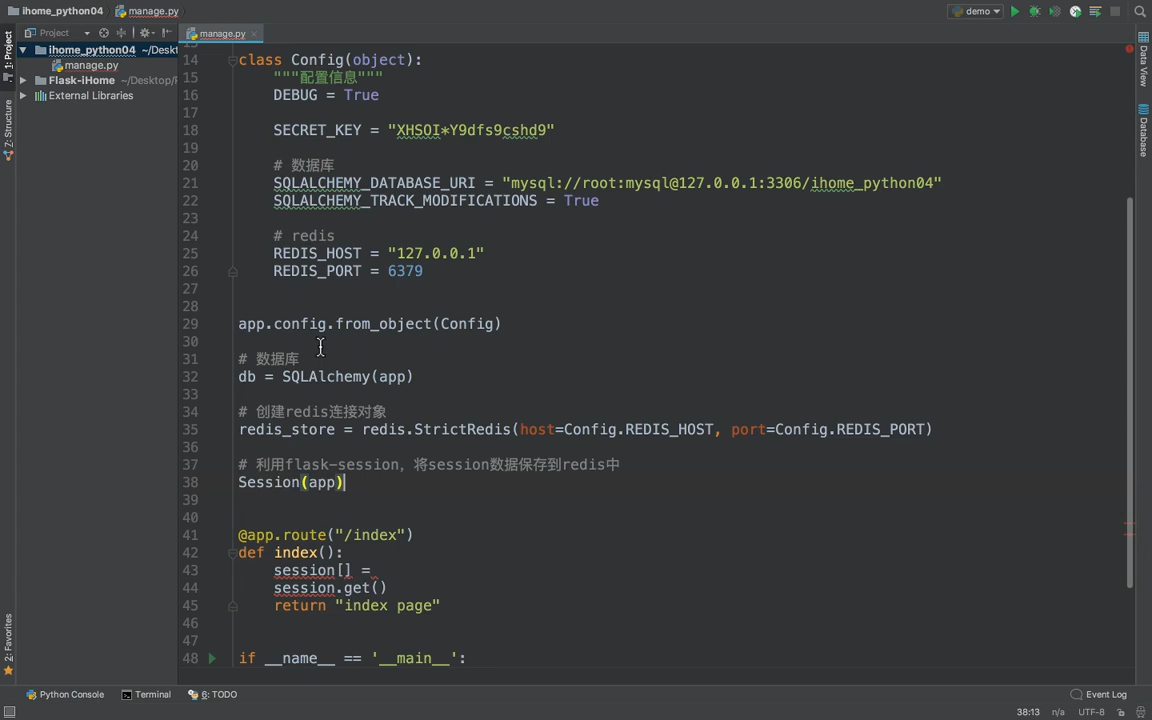 ihome_python04 manage.py demo
Project manage.py
1: Project
Z: Structure
2: Favorites
ihome_python04 ~/Deskt
manage.py
Flask-iHome ~/Desktop/F
External Libraries
14 class Config(object):
15 """配置信息"""
16 DEBUG = True
17
18 SECRET_KEY = "XHSOI*Y9dfs9cshd9"
19
20 # 数据库
21 SQLALCHEMY_DATABASE_URI = "mysql://root:mysql@127.0.0.1:3306/ihome_python04"
22 SQLALCHEMY_TRACK_MODIFICATIONS = True
23
24 # redis
25 REDIS_HOST = "127.0.0.1"
26 REDIS_PORT = 6379
27
28
29 app.config.from_object(Config)
30
31 # 数据库
32 db = SQLAlchemy(app)
33
34 # 创建redis连接对象
35 redis_store = redis.StrictRedis(host=Config.REDIS_HOST, port=Config.REDIS_PORT)
36
37 # 利用flask-session，将session数据保存到redis中
38 Session(app)
39
40
41 @app.route("/index")
42 def index():
43 session[] =
44 session.get()
45 return "index page"
46
47
48 if __name__ == '__main__':
Data View
Database
Python Console Terminal 6: TODO Event Log
38:13 n/a UTF-8